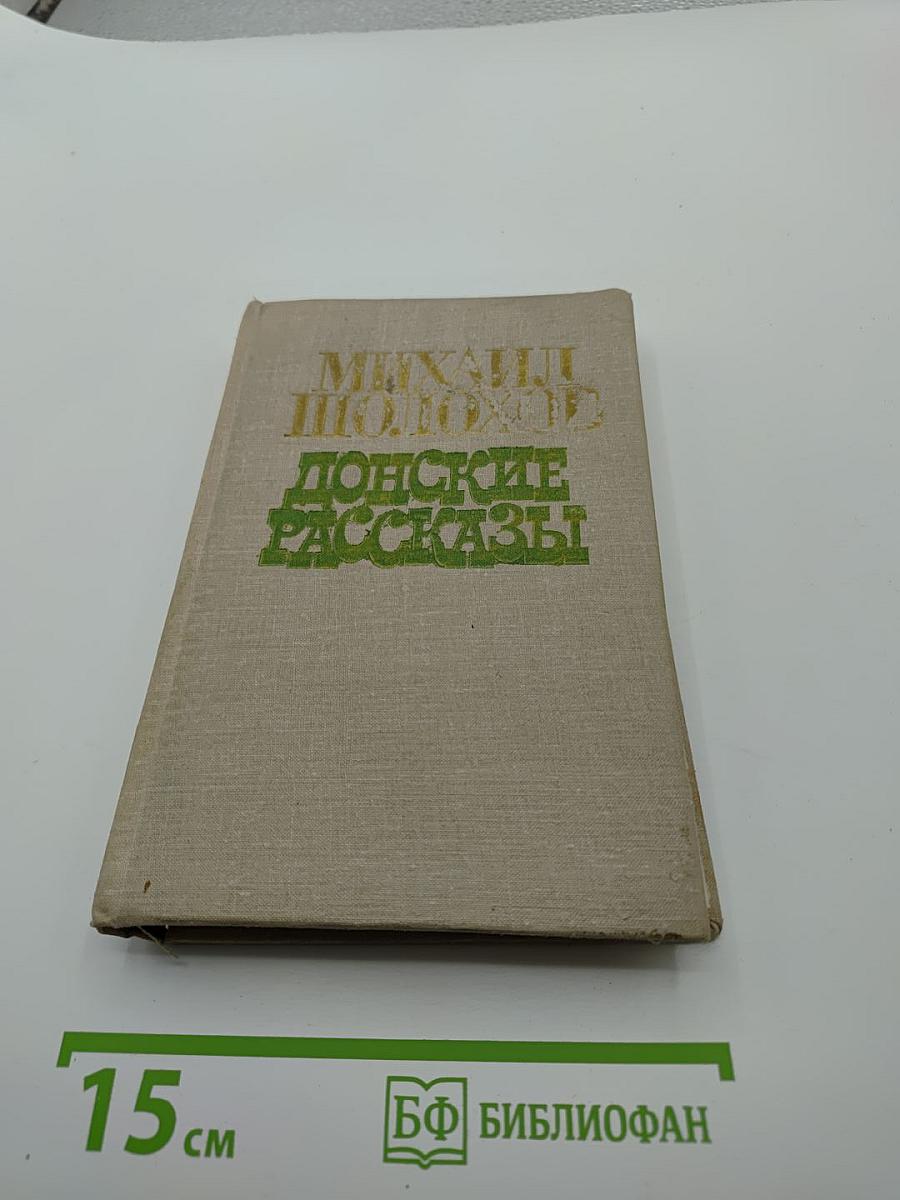 МИХАИЛ
ШОЛОХОВ
ДОНСКИЕ
РАССКАЗЫ
15 см
БФ БИБЛИОФАН